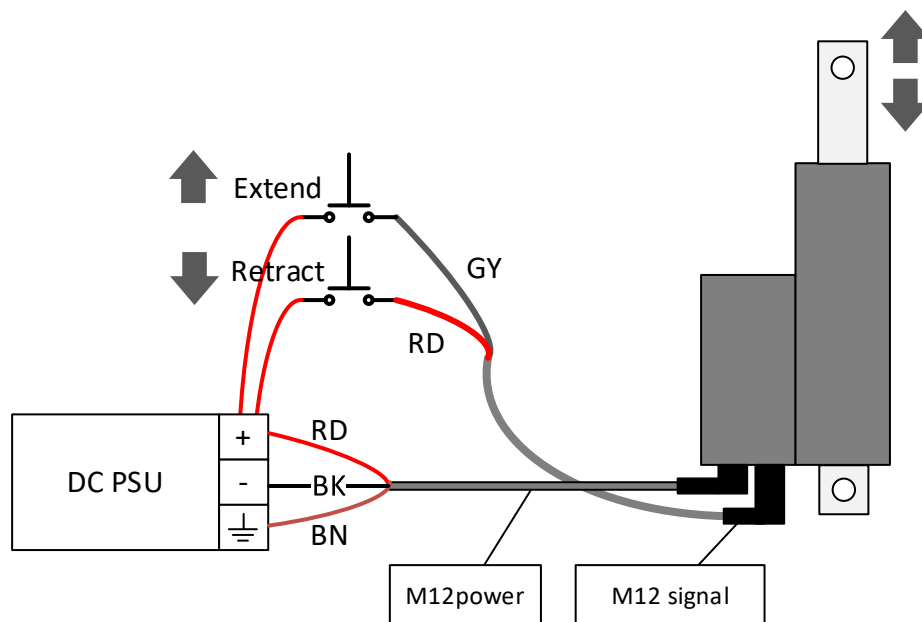 Extend
GY
Retract
RD
+
RD
DC PSU
-
BK
BN
M12power
M12 signal